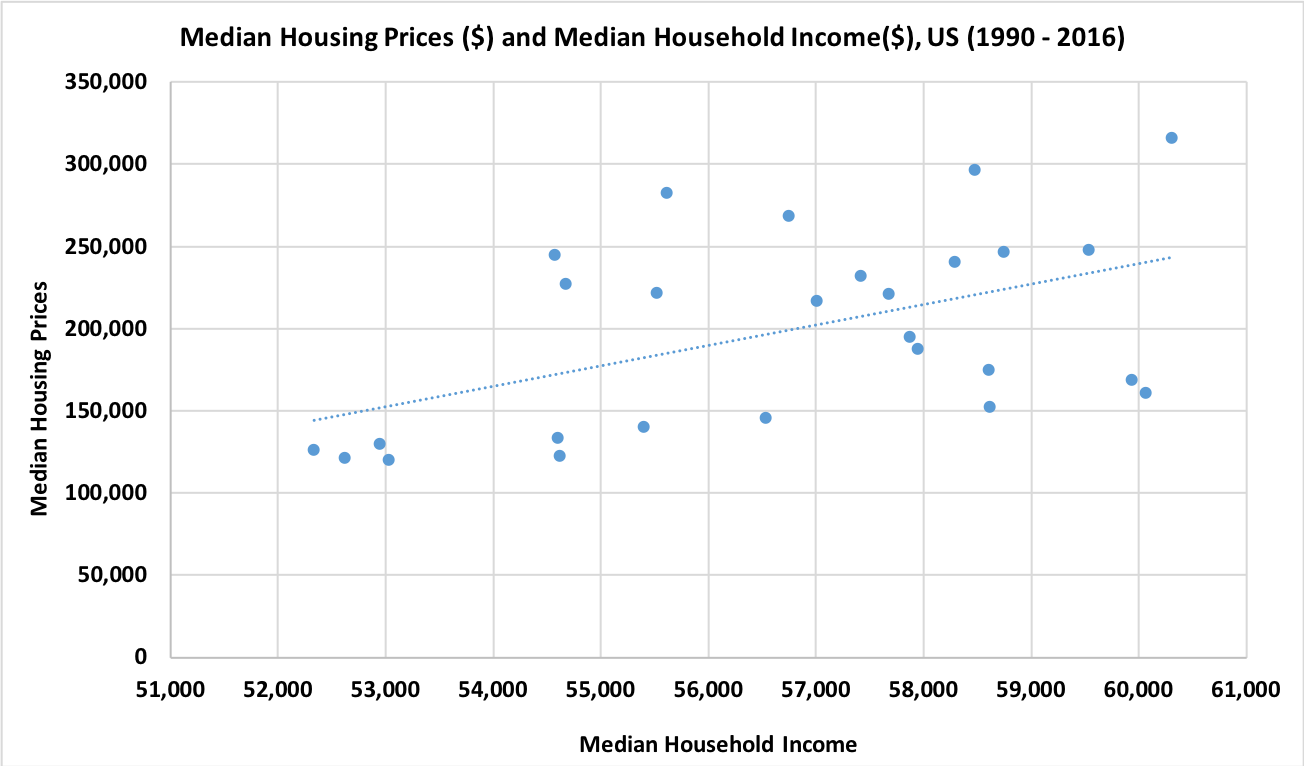 Median Housing Prices ($) and Median Household Income($), US (1990 - 2016)
350,000
300,000
250,000
200,000
150,000
100,000
50,000
0
Median Housing Prices
51,000 52,000 53,000 54,000 55,000 56,000 57,000 58,000 59,000 60,000 61,000
Median Household Income